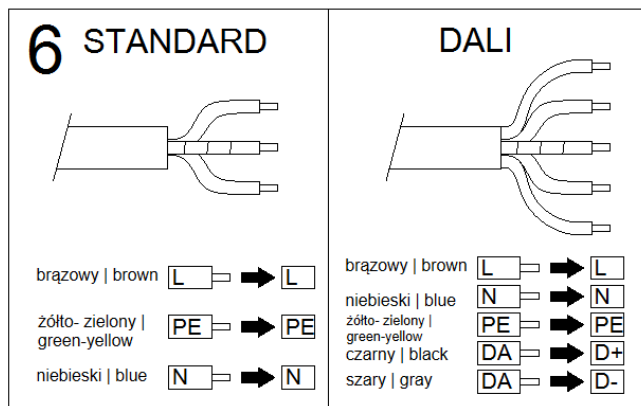 6 STANDARD
brązowy | brown L L
żółto- zielony |
green-yellow PE PE
niebieski | blue N N
DALI
brązowy | brown L L
niebieski | blue N N
żółto- zielony |
green-yellow PE PE
czarny | black DA D+
szary | gray DA D-